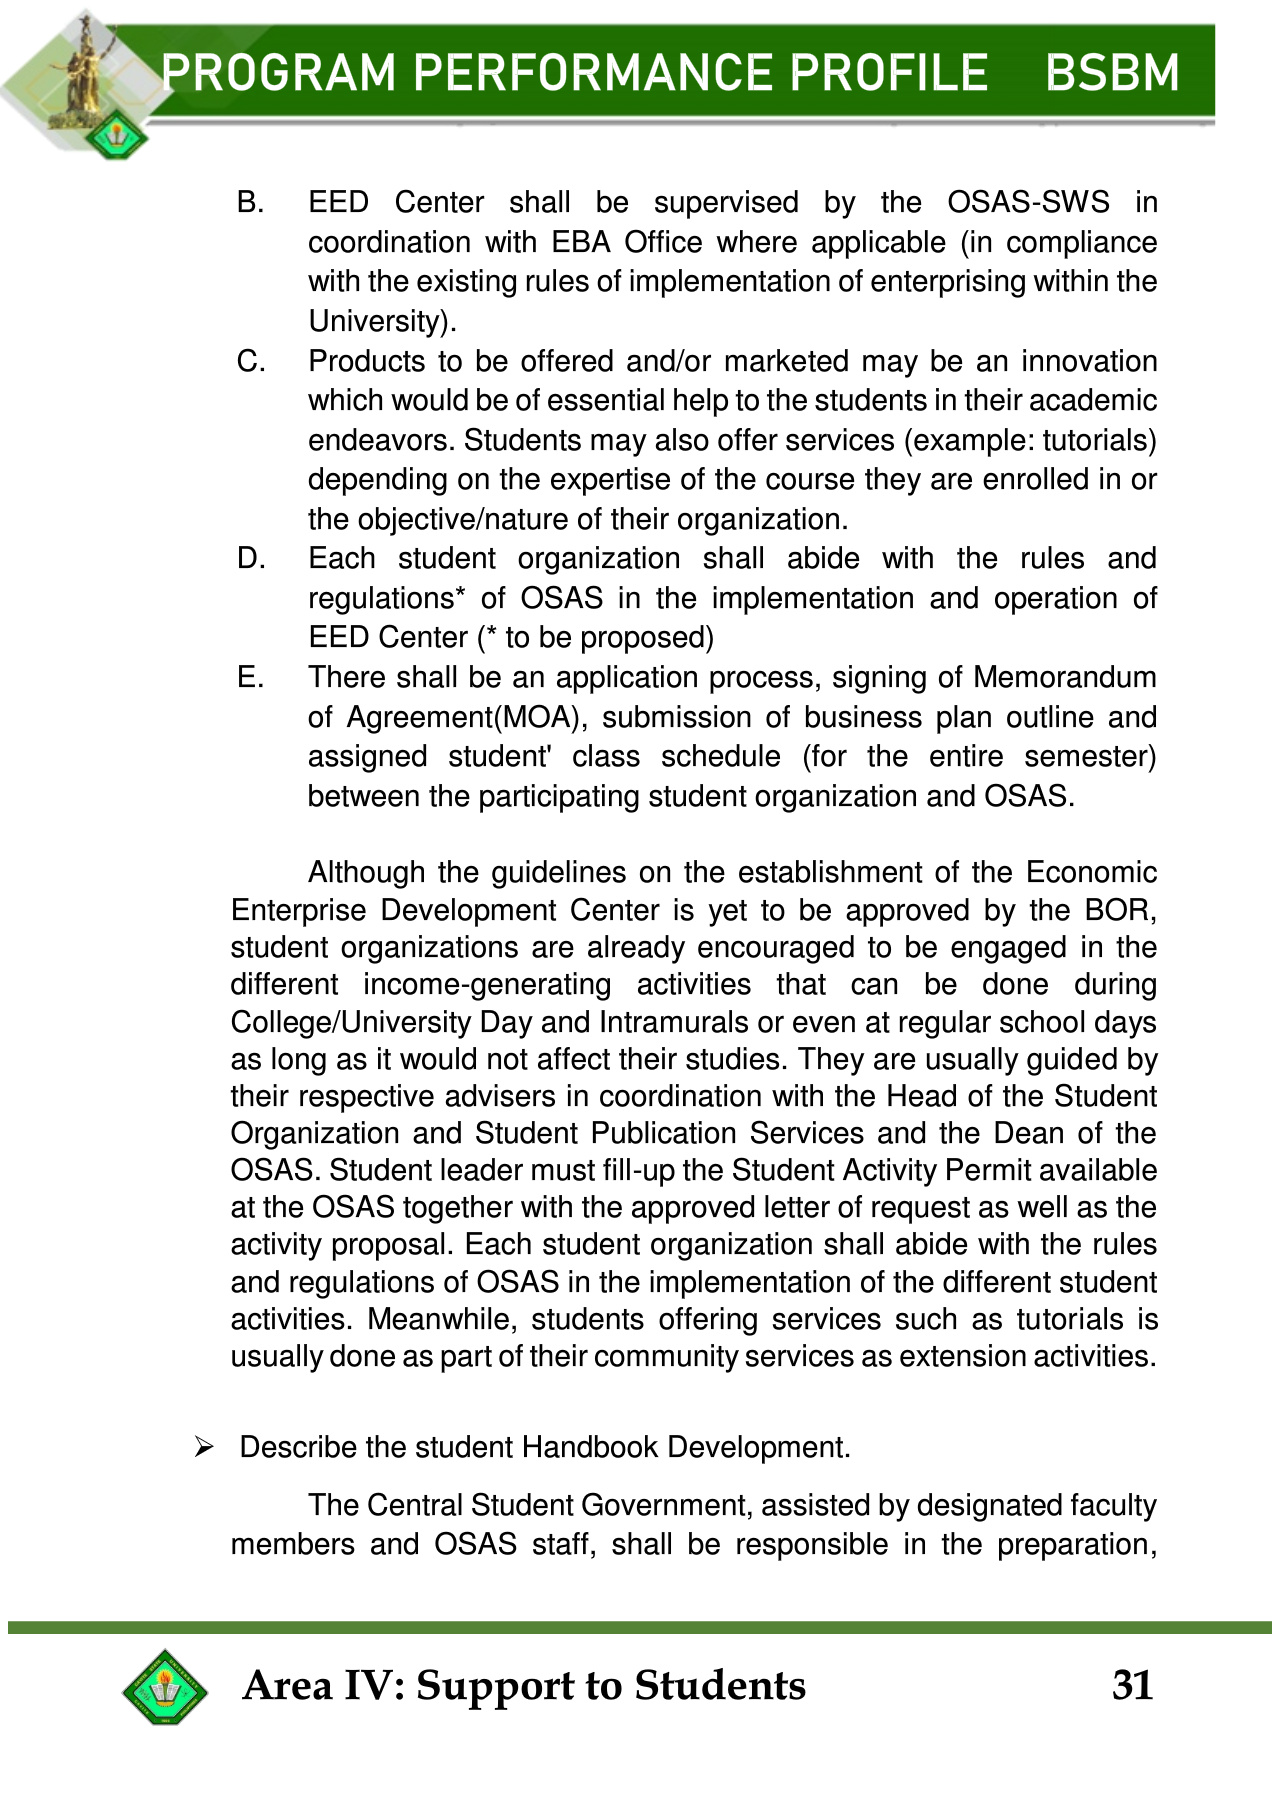 PROGRAM PERFORMANCE PROFILE BSBM
B. EED Center shall be supervised by the OSAS-SWS in
coordination with EBA Office where applicable (in compliance
with the existing rules of implementation of enterprising within the
University).
C. Products to be offered and/or marketed may be an innovation
which would be of essential help to the students in their academic
endeavors. Students may also offer services (example: tutorials)
depending on the expertise of the course they are enrolled in or
the objective/nature of their organization.
D. Each student organization shall abide with the rules and
regulations* of OSAS in the implementation and operation of
EED Center (* to be proposed)
E. There shall be an application process, signing of Memorandum
of Agreement(MOA), submission of business plan outline and
assigned student' class schedule (for the entire semester)
between the participating student organization and OSAS.
Although the guidelines on the establishment of the Economic
Enterprise Development Center is yet to be approved by the BOR,
student organizations are already encouraged to be engaged in the
different income-generating activities that can be done during
College/University Day and Intramurals or even at regular school days
as long as it would not affect their studies. They are usually guided by
their respective advisers in coordination with the Head of the Student
Organization and Student Publication Services and the Dean of the
OSAS. Student leader must fill-up the Student Activity Permit available
at the OSAS together with the approved letter of request as well as the
activity proposal. Each student organization shall abide with the rules
and regulations of OSAS in the implementation of the different student
activities. Meanwhile, students offering services such as tutorials is
usually done as part of their community services as extension activities.
➢ Describe the student Handbook Development.
The Central Student Government, assisted by designated faculty
members and OSAS staff, shall be responsible in the preparation,
Area IV: Support to Students 31